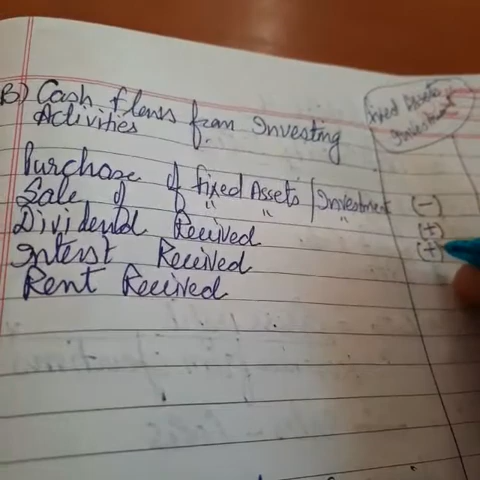 B) Cash flows from Investing
Activities
Fixed Assets
Investment
Purchase of fixed Assets / Investment (-)
Sale of " " " (+)
Dividend Received (+)
Interst Received
Rent Received